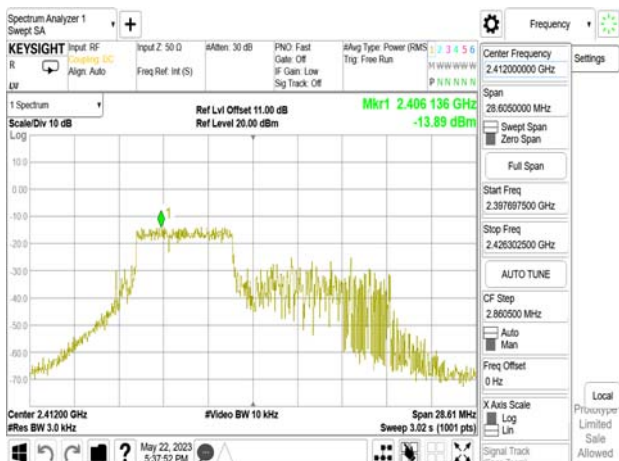 Spectrum Analyzer 1
Swept SA
+
Frequency
KEYSIGHT
R
Input: RF
Coupling: DC
Align: Auto
Input Z: 50 Ω
Freq Ref: Int (S)
#Atten: 30 dB
PNO: Fast
Gate: Off
IF Gain: Low
Sig Track: Off
#Avg Type: Power (RMS
Trig: Free Run
1 2 3 4 5 6
M W W W W W
P N N N N N
1 Spectrum
Scale/Div 10 dB
Ref Lvl Offset 11.00 dB
Ref Level 20.00 dBm
Mkr1 2.406 136 GHz
-13.89 dBm
Log
10.0
0.00
-10.0
-20.0
-30.0
-40.0
-50.0
-60.0
-70.0
1
Center 2.41200 GHz
#Res BW 3.0 kHz
#Video BW 10 kHz
Span 28.61 MHz
Sweep 3.02 s (1001 pts)
May 22, 2023
5:37:52 PM
?
Center Frequency
2.412000000 GHz
Span
28.6050000 MHz
Swept Span
Zero Span
Full Span
Start Freq
2.397697500 GHz
Stop Freq
2.426302500 GHz
AUTO TUNE
CF Step
2.860500 MHz
Auto
Man
Freq Offset
0 Hz
X Axis Scale
Log
Lin
Signal Track
Settings
Local
Prototype
Limited
Sale
Allowed